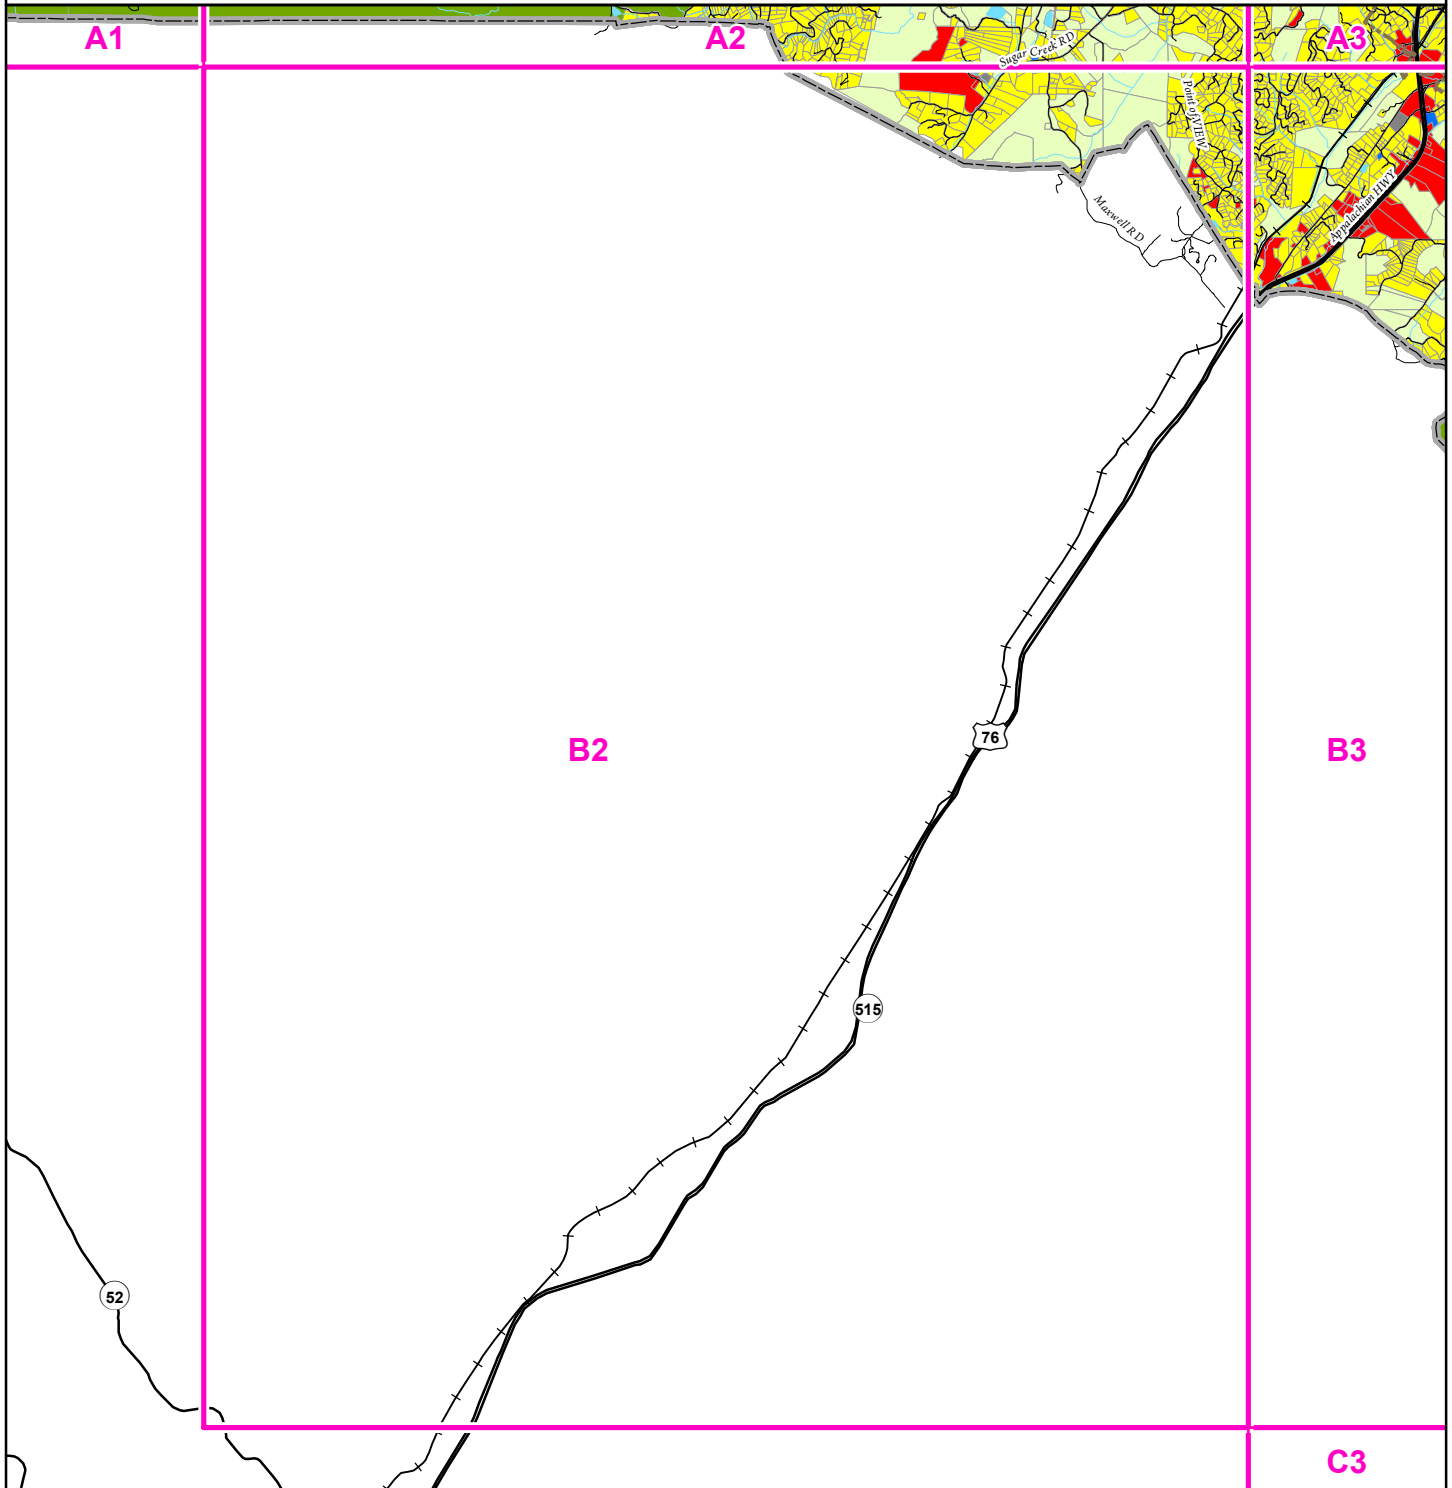 A1
A2
A3
Sugar Creek RD
Point of VIEW
Appalachian HWY
Maxwell RD
76
B2
B3
515
52
C3